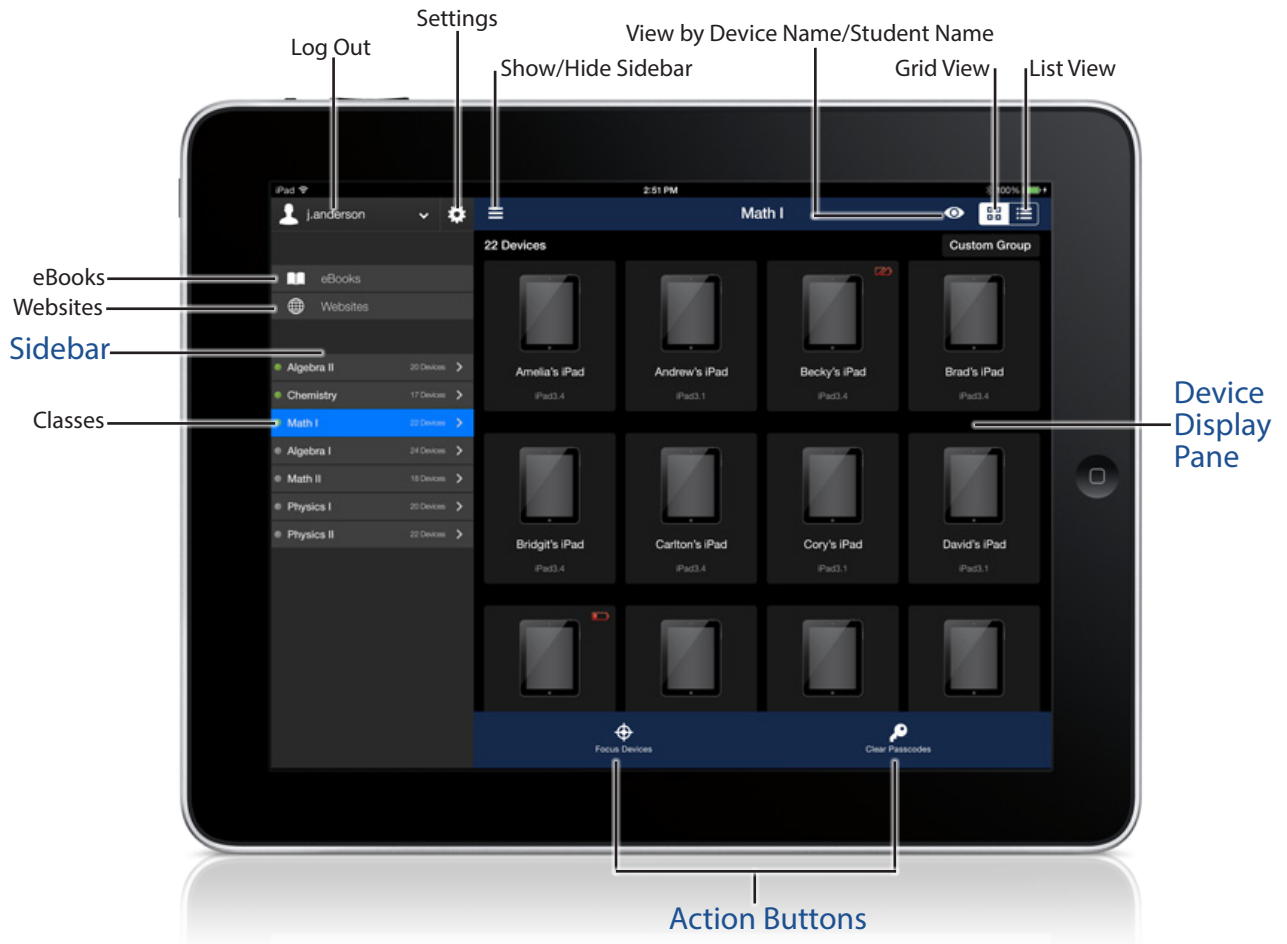 Settings
Log Out
View by Device Name/Student Name
Show/Hide Sidebar
Grid View
List View
iPad
2:51 PM
100%
j.anderson
Math I
22 Devices
Custom Group
eBooks
eBooks
Websites
Websites
Sidebar
Algebra II 20 Devices
Chemistry 17 Devices
Classes
Math I 22 Devices
Algebra I 24 Devices
Math II 18 Devices
Physics I 20 Devices
Physics II 22 Devices
Amelia's iPad
iPad3.4
Andrew's iPad
iPad3.1
Becky's iPad
iPad3.4
Brad's iPad
iPad3.4
Device
Display
Pane
Bridgit's iPad
iPad3.4
Carlton's iPad
iPad3.4
Cory's iPad
iPad3.1
David's iPad
iPad3.1
Focus Devices
Clear Passcodes
Action Buttons